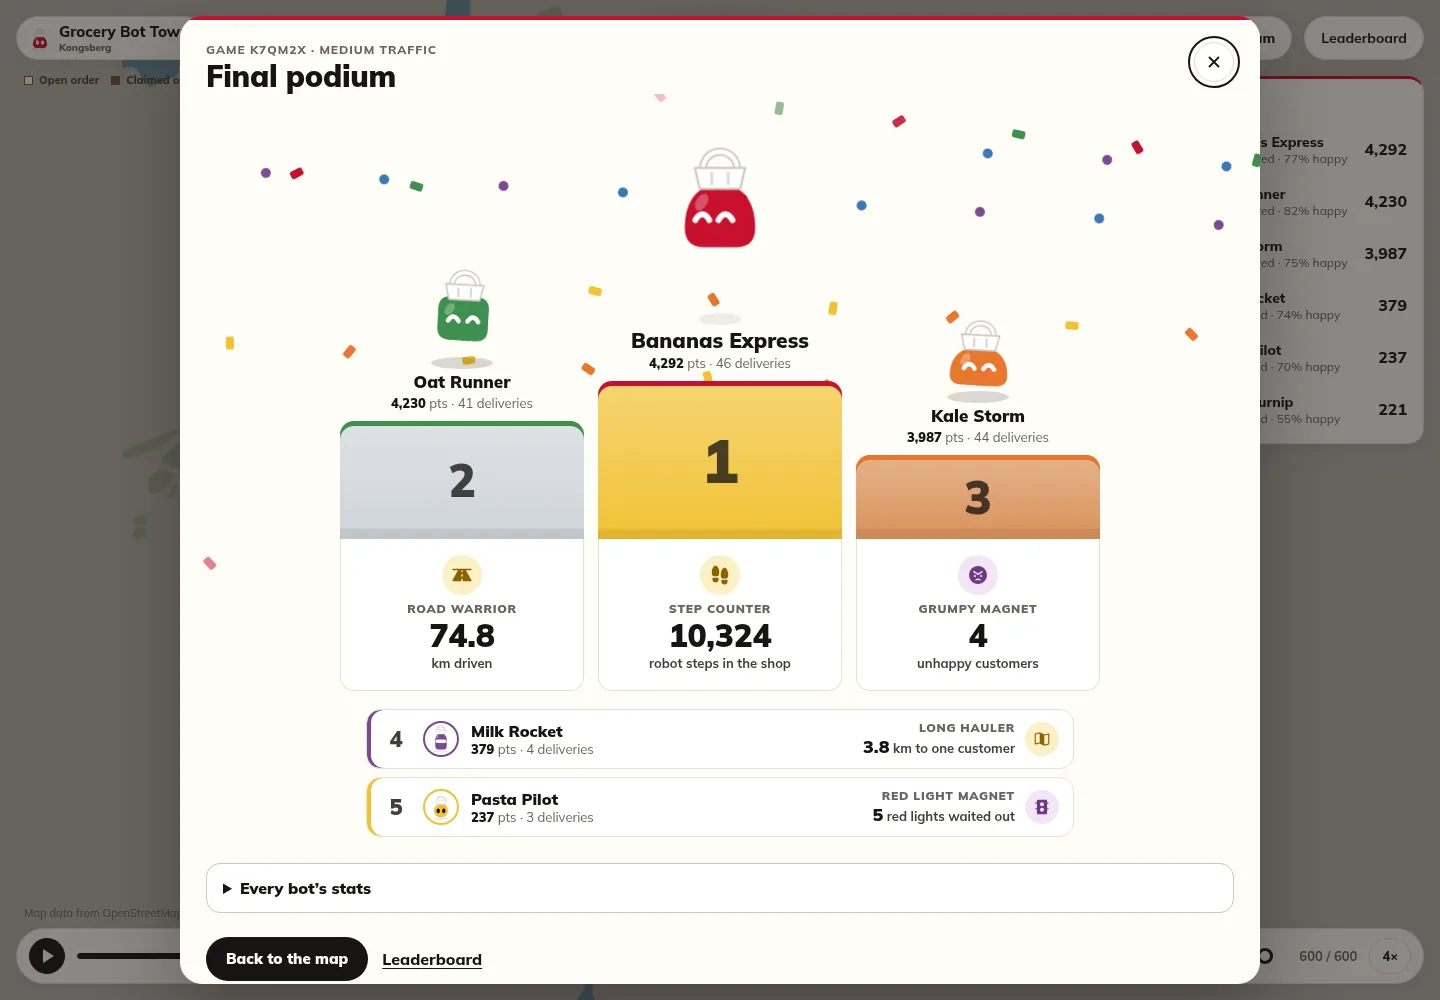 Grocery Bot Tow
Kongsberg
Leaderboard
Open order
Claimed o
GAME K7QM2X · MEDIUM TRAFFIC
Final podium
s Express
4,292
ed · 77% happy
nner
4,230
ed · 82% happy
orm
3,987
ed · 75% happy
cket
379
d · 74% happy
ilot
237
d · 70% happy
urnip
221
d · 55% happy
Bananas Express
4,292 pts · 46 deliveries
1
Oat Runner
4,230 pts · 41 deliveries
2
Kale Storm
3,987 pts · 44 deliveries
3
ROAD WARRIOR
74.8
km driven
STEP COUNTER
10,324
robot steps in the shop
GRUMPY MAGNET
4
unhappy customers
4
Milk Rocket
379 pts · 4 deliveries
LONG HAULER
3.8 km to one customer
5
Pasta Pilot
237 pts · 3 deliveries
RED LIGHT MAGNET
5 red lights waited out
Every bot's stats
Back to the map
Leaderboard
Map data from OpenStreetMap
600 / 600
4×